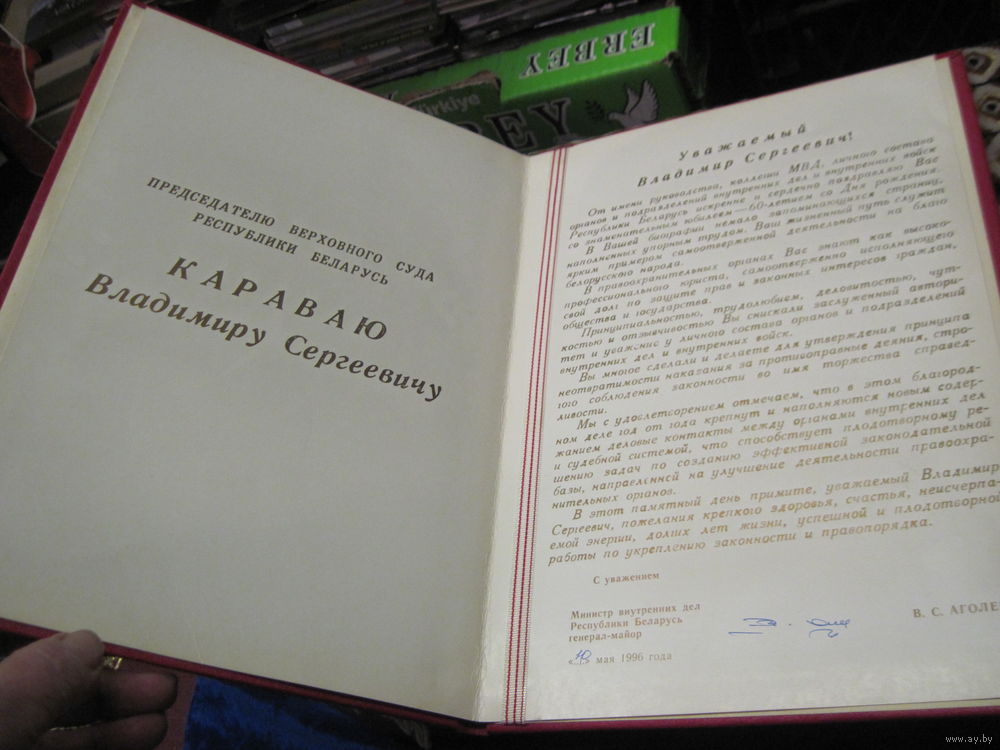 ERBEY
Türkiye
BEY
ПРЕДСЕДАТЕЛЮ ВЕРХОВНОГО СУДА
РЕСПУБЛИКИ БЕЛАРУСЬ
КАРАВАЮ
Владимиру Сергеевичу
Уважаемый
Владимир Сергеевич!
От имени руководства, коллегии МВД, личного состава
органов и подразделений внутренних дел и внутренних войск
Республики Беларусь искренне и сердечно поздравляю Вас
со знаменательным юбилеем — 60-летием со Дня рождения.
В Вашей биографии немало запоминающихся страниц,
наполненных упорным трудом. Ваш жизненный путь служит
ярким примером самоотверженной деятельности на благо
белорусского народа.
В правоохранительных органах Вас знают как высоко-
профессионального юриста, самоотверженно исполняющего
свой долг по защите прав и законных интересов граждан,
общества и государства.
Принципиальностью, трудолюбием, деловитостью, чут-
костью и отзывчивостью Вы снискали заслуженный автори-
тет и уважение у личного состава органов и подразделений
внутренних дел и внутренних войск.
Вы многое сделали и делаете для утверждения принципа
неотвратимости наказания за противоправные деяния, стро-
гого соблюдения законности во имя торжества справед-
ливости.
Мы с удовлетворением отмечаем, что в этом благород-
ном деле год от года крепнут и наполняются новым содер-
жанием деловые контакты между органами внутренних дел
и судебной системой, что способствует плодотворному ре-
шению задач по созданию эффективной законодательной
базы, направленной на улучшение деятельности правоохра-
нительных органов.
В этот памятный день примите, уважаемый Владимир
Сергеевич, пожелания крепкого здоровья, счастья, неисчерпа-
емой энергии, долгих лет жизни, успешной и плодотворной
работы по укреплению законности и правопорядка.
С уважением
Министр внутренних дел
Республики Беларусь
генерал-майор
В. С. АГОЛЕ
мая 1996 года
www.ay.by